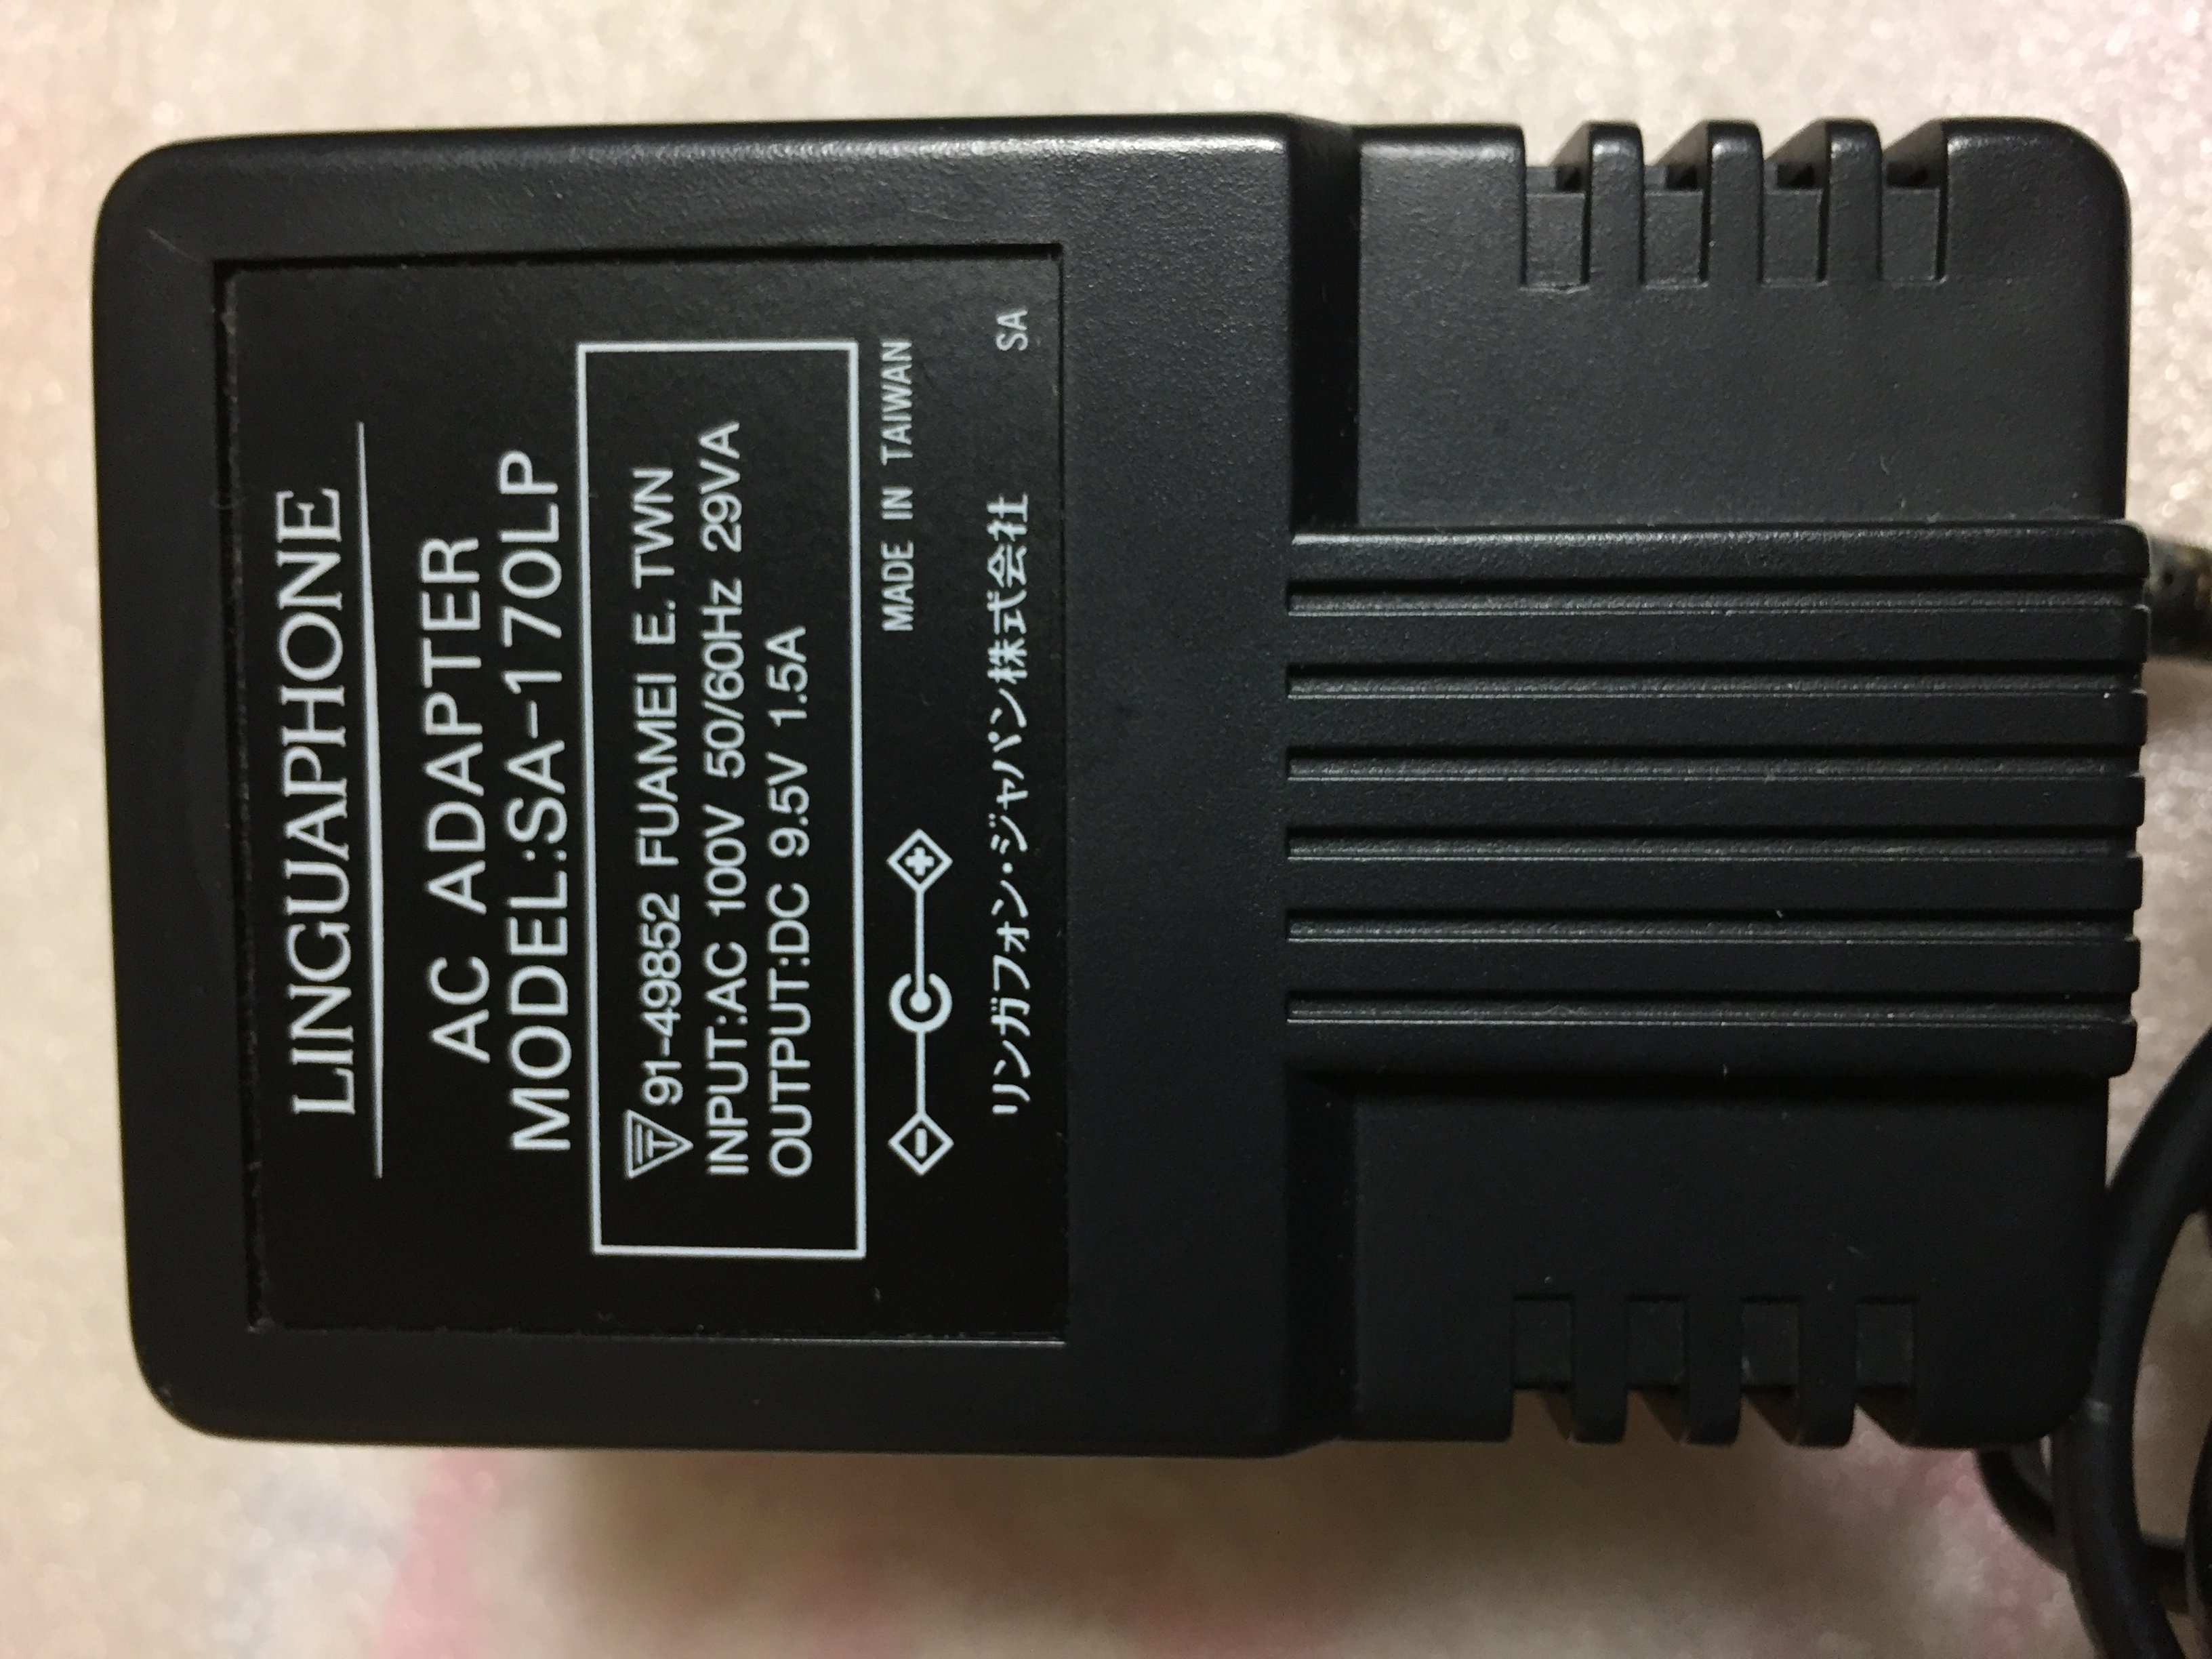 LINGUAPHONE
AC ADAPTER
MODEL:SA-170LP
T 91-49852 FUAMEI E. TWN
INPUT:AC 100V 50/60Hz 29VA
OUTPUT:DC 9.5V 1.5A
- +
MADE IN TAIWAN
リンガフォン・ジャパン株式会社 SA